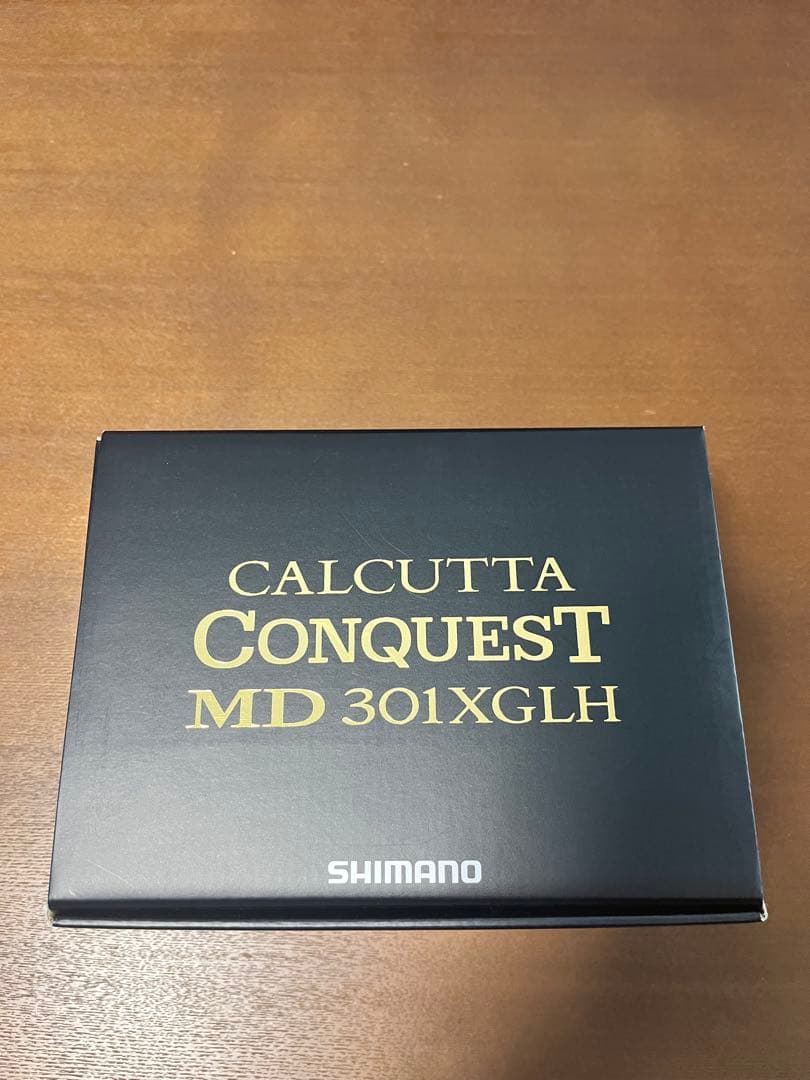 CALCUTTA
CONQUEST
MD 301XGLH
SHIMANO